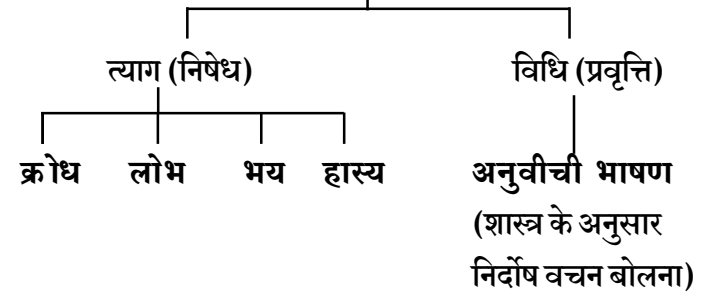 त्याग (निषेध) विधि (प्रवृत्ति)
क्रोध लोभ भय हास्य अनुवीची भाषण
(शास्त्र के अनुसार
निर्दोष वचन बोलना)